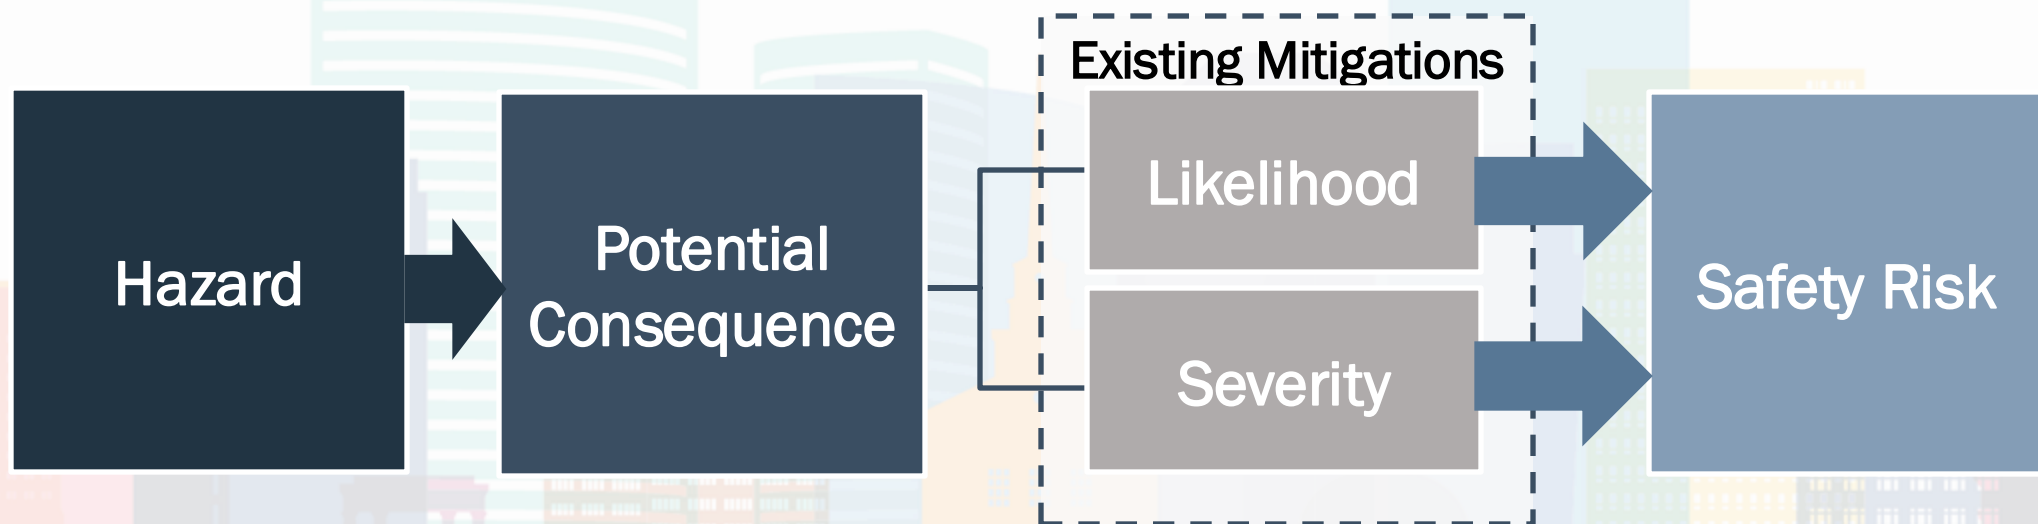 Existing Mitigations
Hazard
Potential
Consequence
Likelihood
Severity
Safety Risk